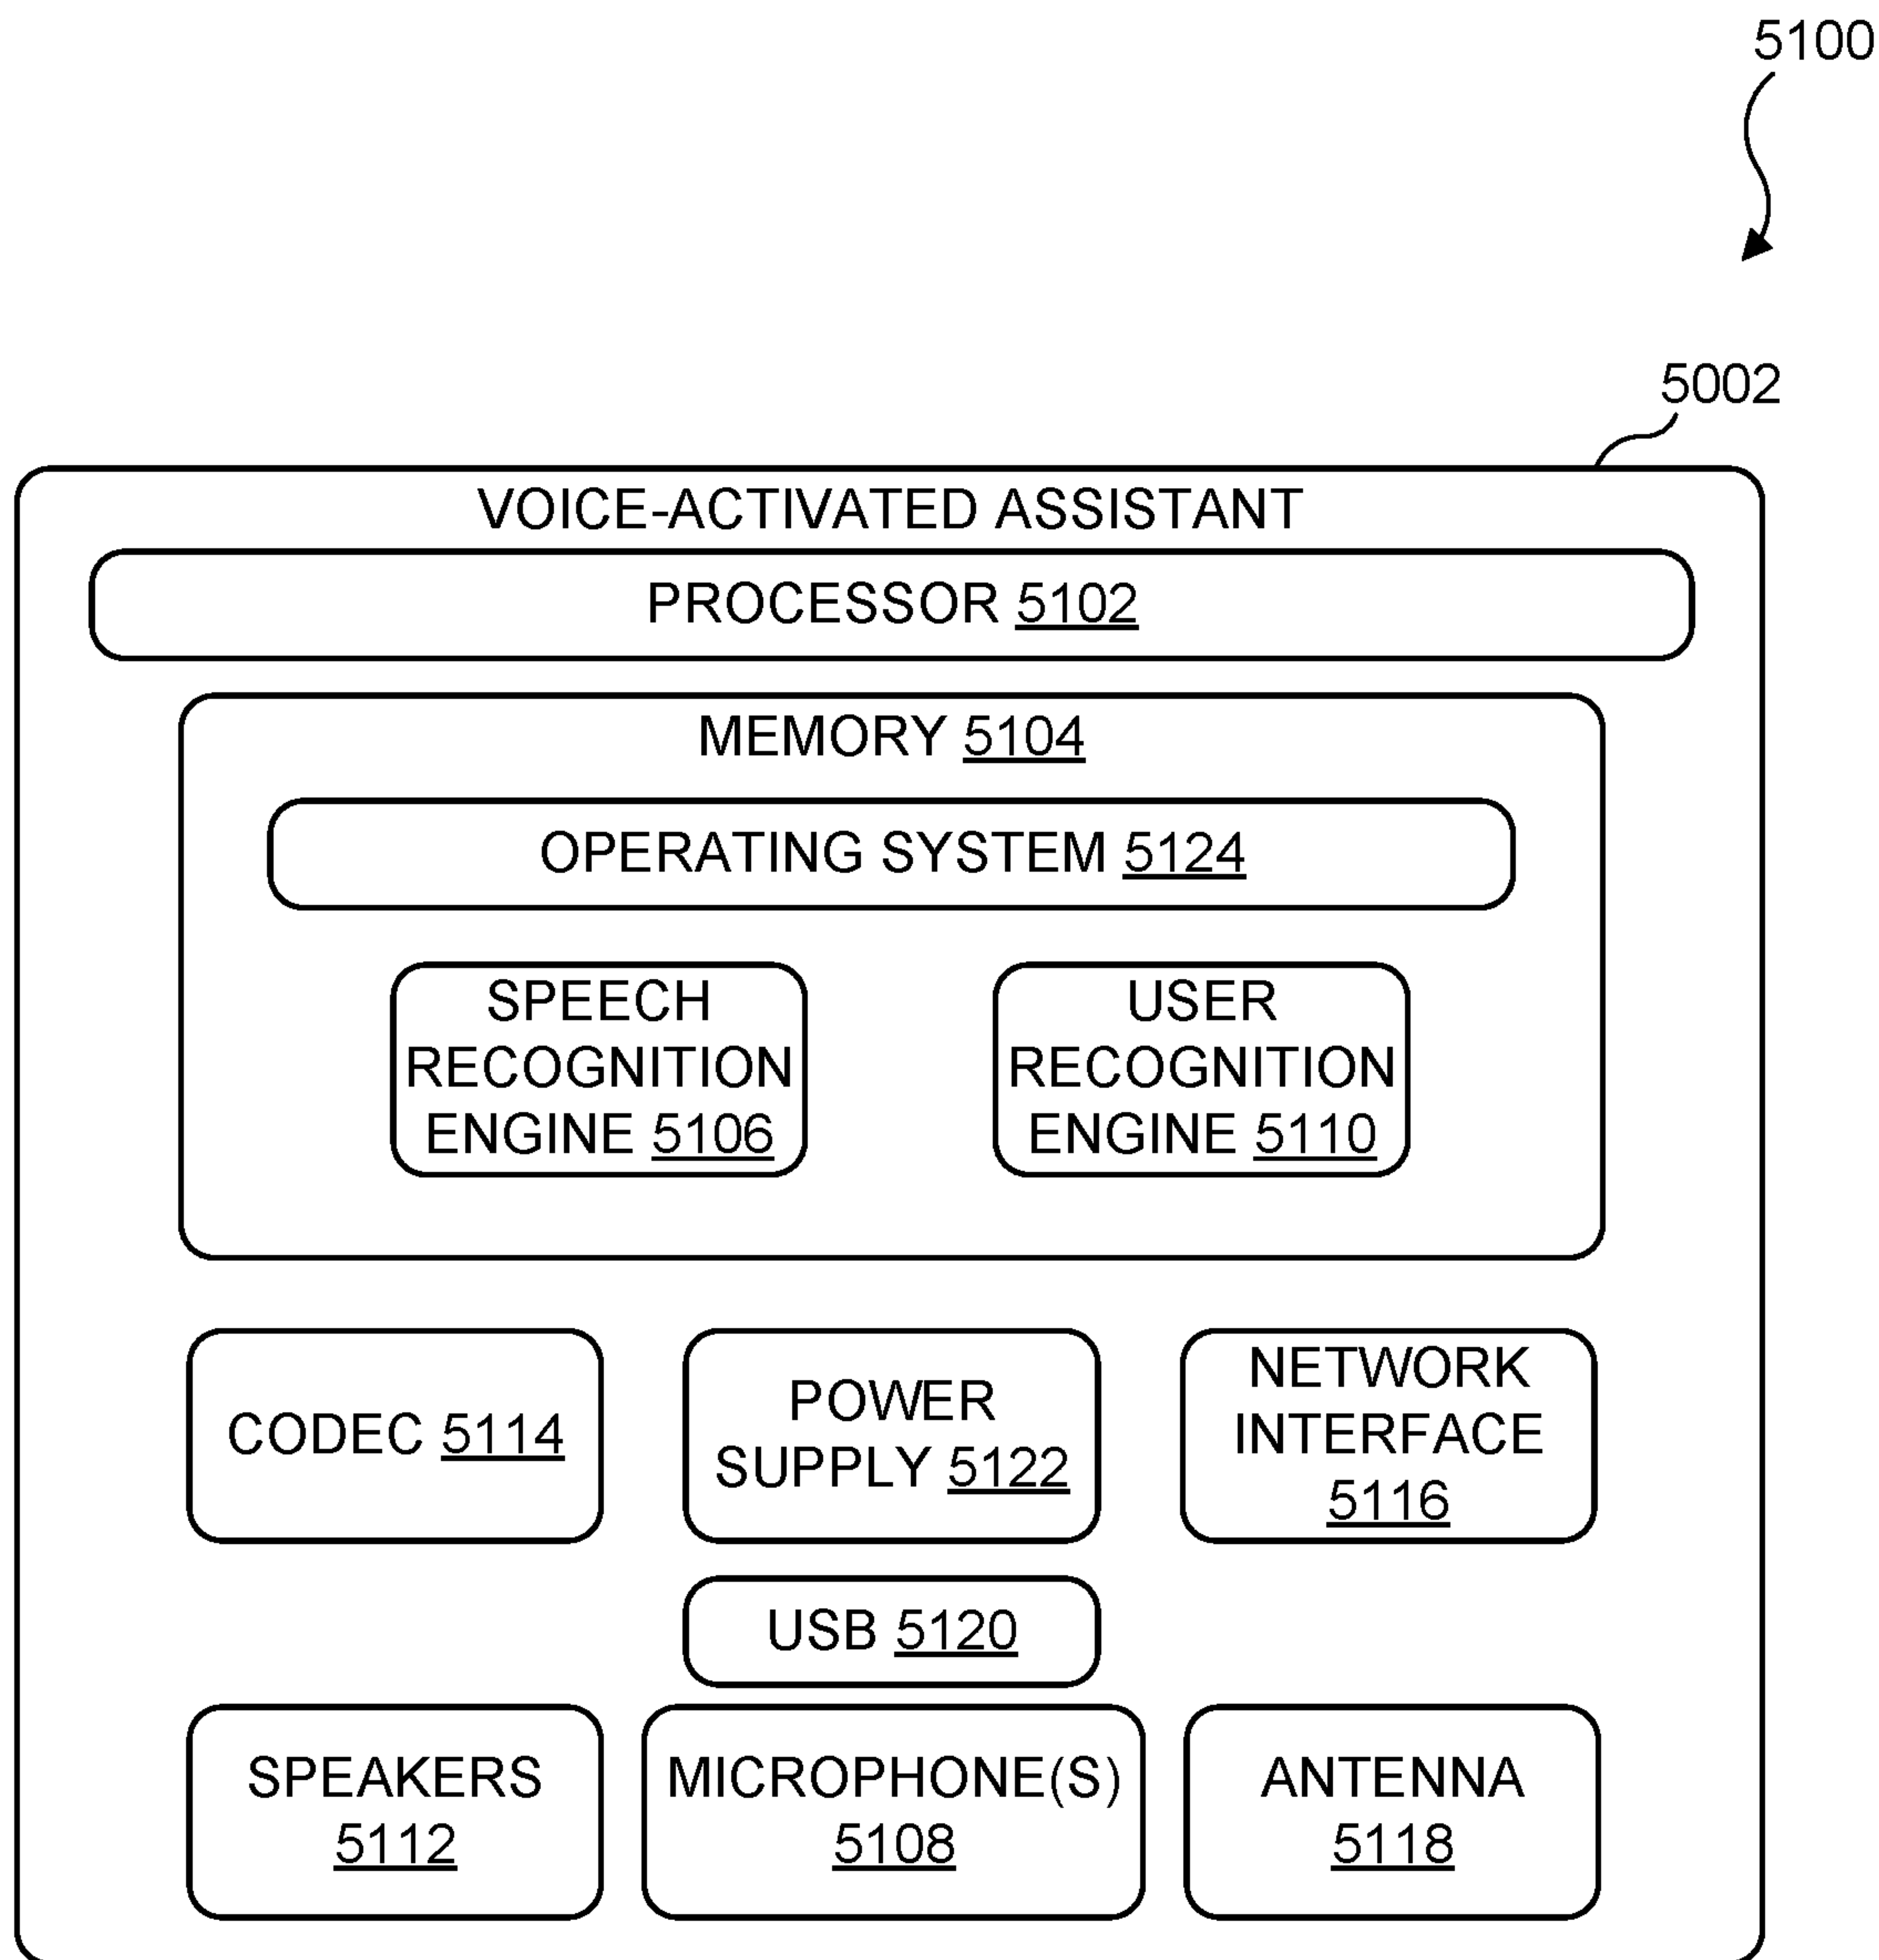 5100
5002
VOICE-ACTIVATED ASSISTANT
PROCESSOR 5102
MEMORY 5104
OPERATING SYSTEM 5124
SPEECH
RECOGNITION
ENGINE 5106
USER
RECOGNITION
ENGINE 5110
CODEC 5114
POWER
SUPPLY 5122
NETWORK
INTERFACE
5116
USB 5120
SPEAKERS
5112
MICROPHONE(S)
5108
ANTENNA
5118